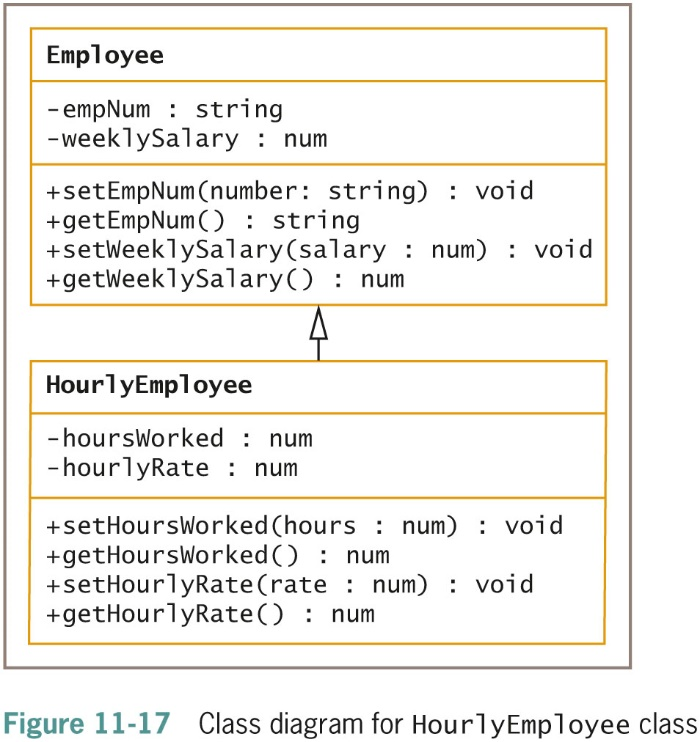 Employee
-empNum : string
-weeklySalary : num
+setEmpNum(number: string) : void
+getEmpNum() : string
+setWeeklySalary(salary : num) : void
+getWeeklySalary() : num
HourlyEmployee
-hoursWorked : num
-hourlyRate : num
+setHoursWorked(hours : num) : void
+getHoursWorked() : num
+setHourlyRate(rate : num) : void
+getHourlyRate() : num
Figure 11-17 Class diagram for HourlyEmployee class